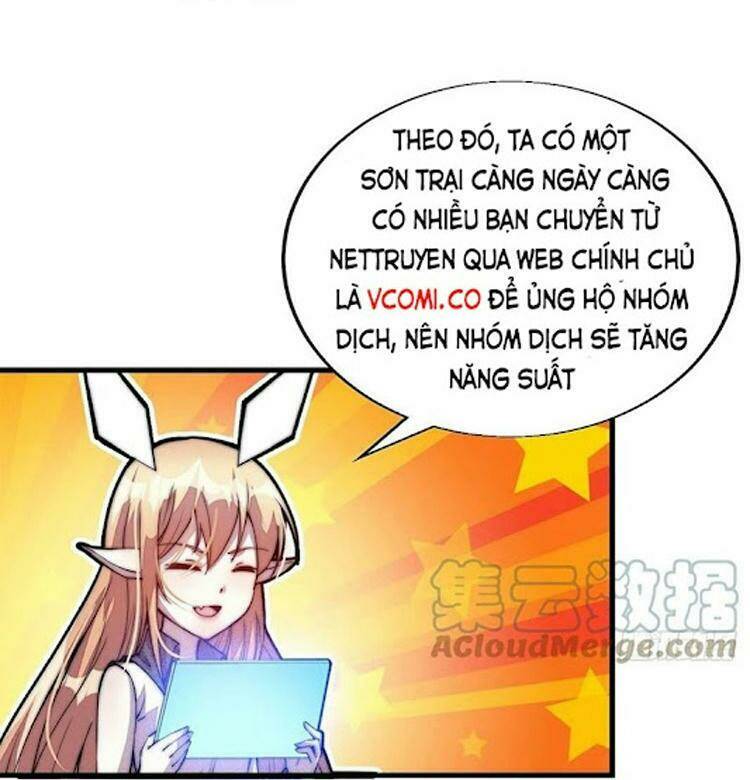 THEO ĐÓ, TA CÓ MỘT
SƠN TRẠI CÀNG NGÀY CÀNG
CÓ NHIỀU BẠN CHUYỂN TỪ
NETTRUYEN QUA WEB CHÍNH CHỦ
LÀ VCOMI.CO ĐỂ ỦNG HỘ NHÓM
DỊCH, NÊN NHÓM DỊCH SẼ TĂNG
NĂNG SUẤT
集云数据
ACloudMerge.com